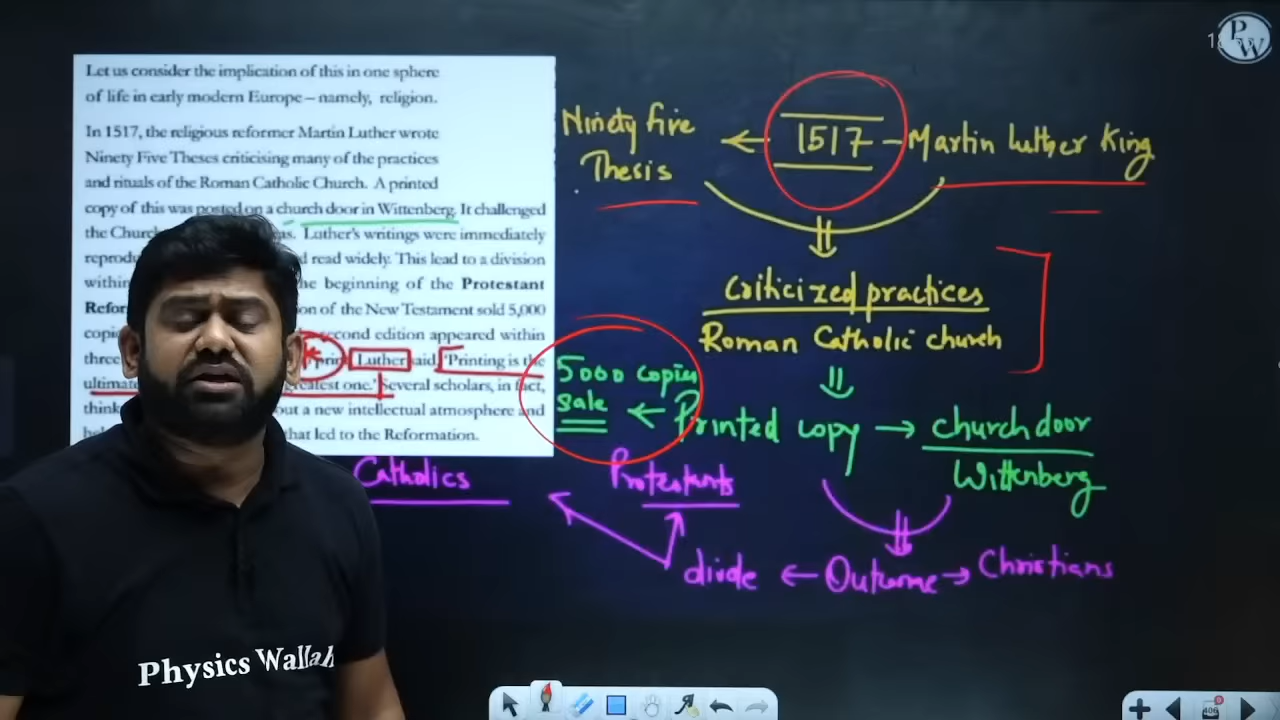 Let us consider the implication of this in one sphere
of life in early modern Europe – namely, religion.
In 1517, the religious reformer Martin Luther wrote
Ninety Five Theses criticising many of the practices
and rituals of the Roman Catholic Church. A printed
copy of this was posted on a church door in Wittenberg. It challenged
the Luther's writings were immediately
read widely. This lead to a division
within beginning of the Protestant
of the New Testament sold 5,000
edition appeared within
three Luther said, 'Printing is the
ultimate one.' Several scholars, in fact,
think a new intellectual atmosphere and
that led to the Reformation.
Ninety five
Thesis
← 1517 – Martin Luther King
Criticized practices
Roman Catholic church
5000 copies
sale ← Printed copy → church door
Wittenberg
Catholics
Protestants
divide ← Outcome → Christians
Physics Wallah
PW
406